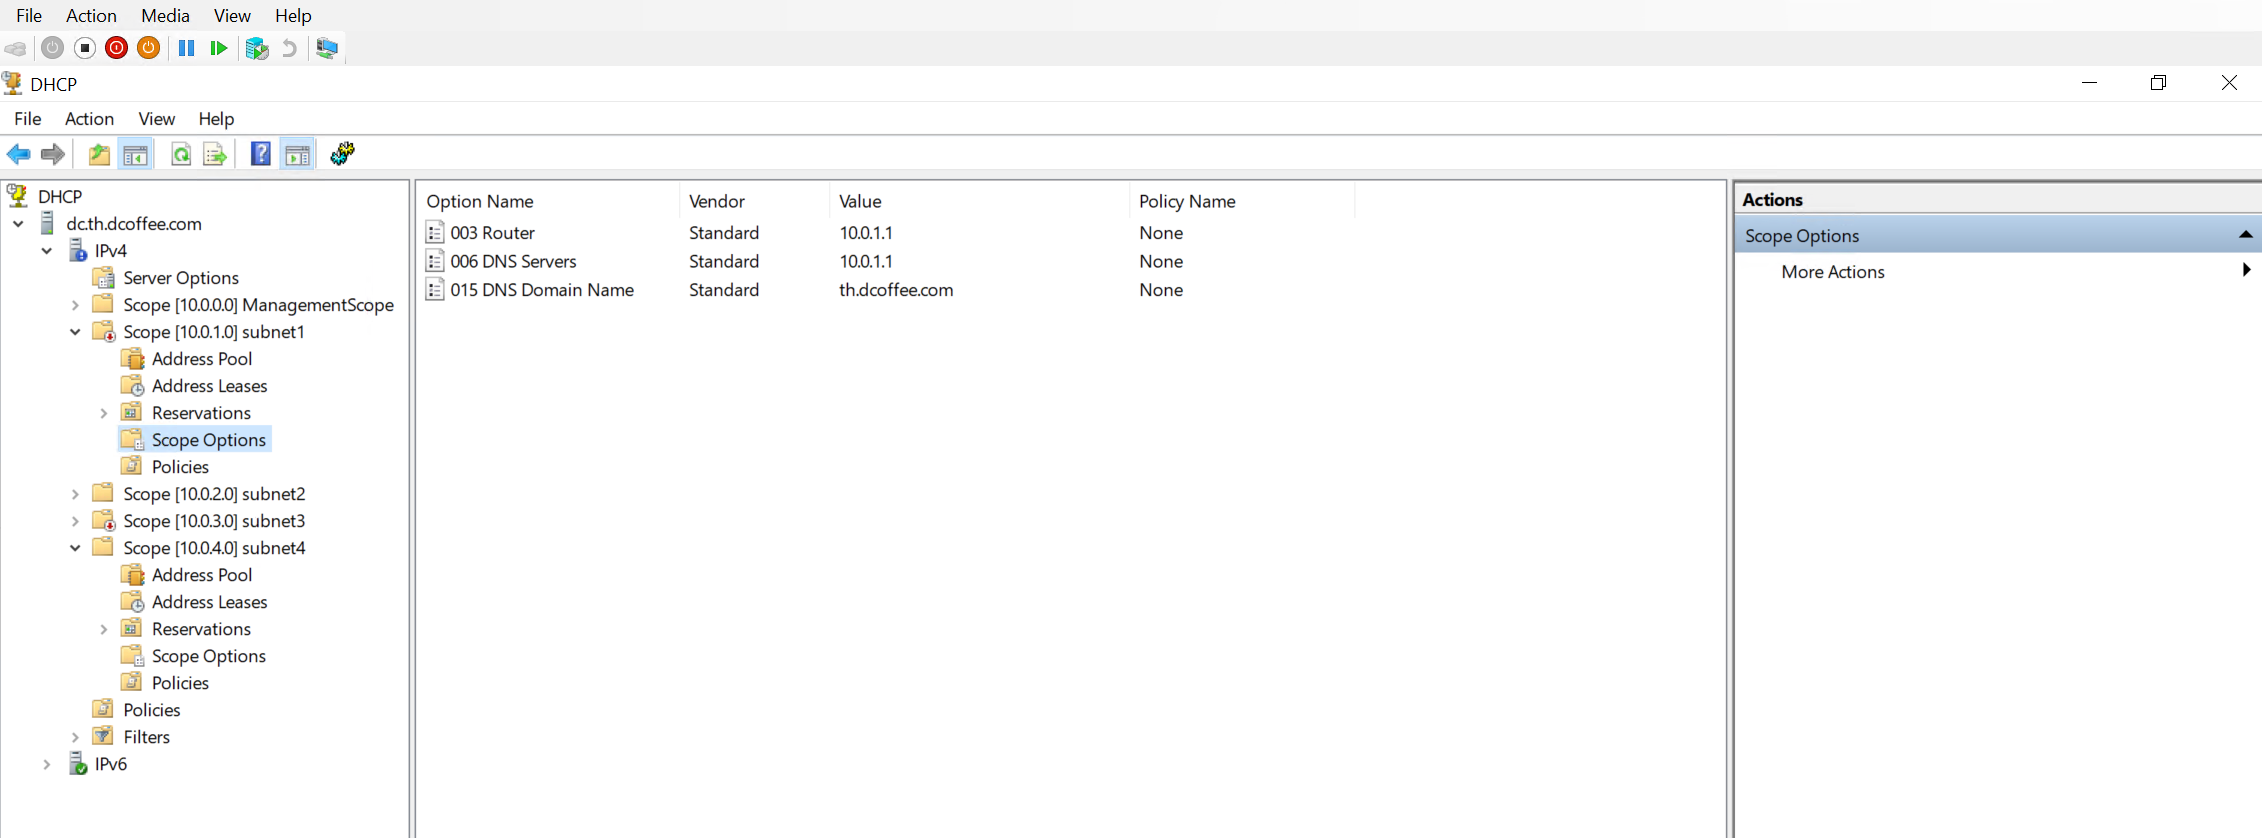 File Action Media View Help
DHCP
File Action View Help
DHCP
dc.th.dcoffee.com
IPv4
Server Options
Scope [10.0.0.0] ManagementScope
Scope [10.0.1.0] subnet1
Address Pool
Address Leases
Reservations
Scope Options
Policies
Scope [10.0.2.0] subnet2
Scope [10.0.3.0] subnet3
Scope [10.0.4.0] subnet4
Address Pool
Address Leases
Reservations
Scope Options
Policies
Policies
Filters
IPv6
Option Name Vendor Value Policy Name
003 Router Standard 10.0.1.1 None
006 DNS Servers Standard 10.0.1.1 None
015 DNS Domain Name Standard th.dcoffee.com None
Actions
Scope Options
More Actions